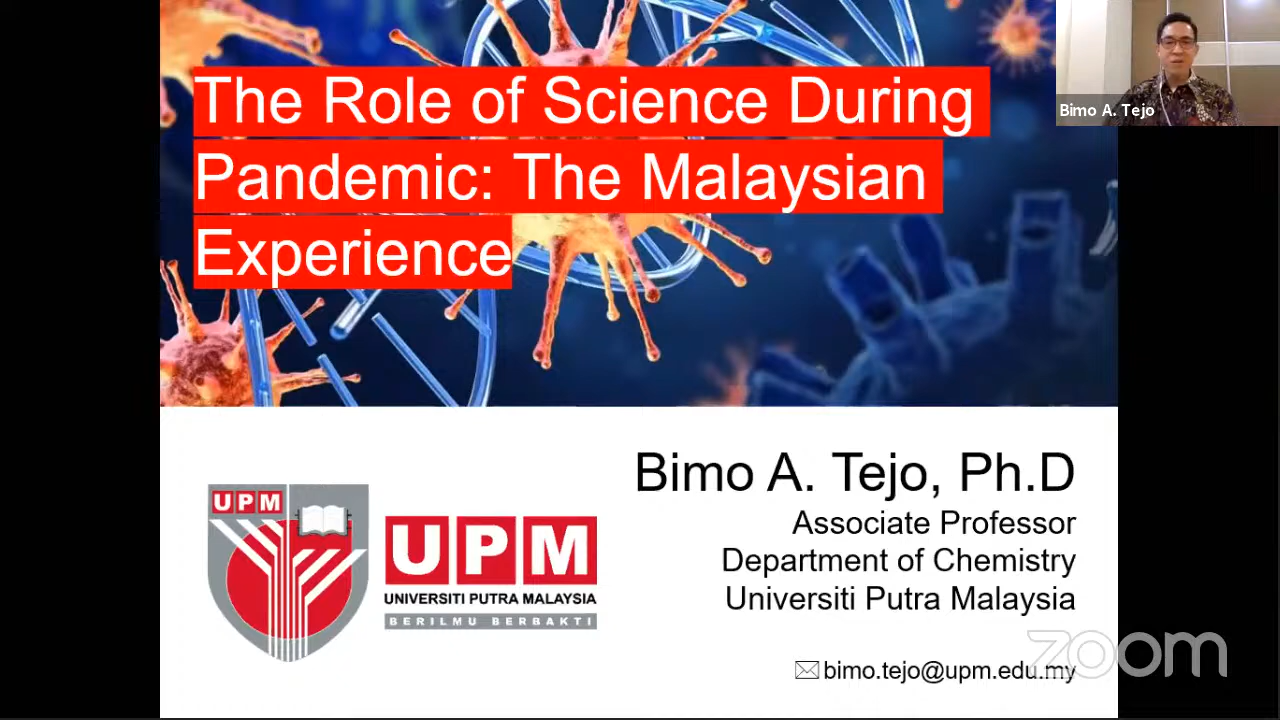 The Role of Science During
Pandemic: The Malaysian
Experience
Bimo A. Tejo
Bimo A. Tejo, Ph.D
Associate Professor
Department of Chemistry
Universiti Putra Malaysia
bimo.tejo@upm.edu.my
UPM
UPM
UNIVERSITI PUTRA MALAYSIA
BERILMU BERBAKTI
zoom